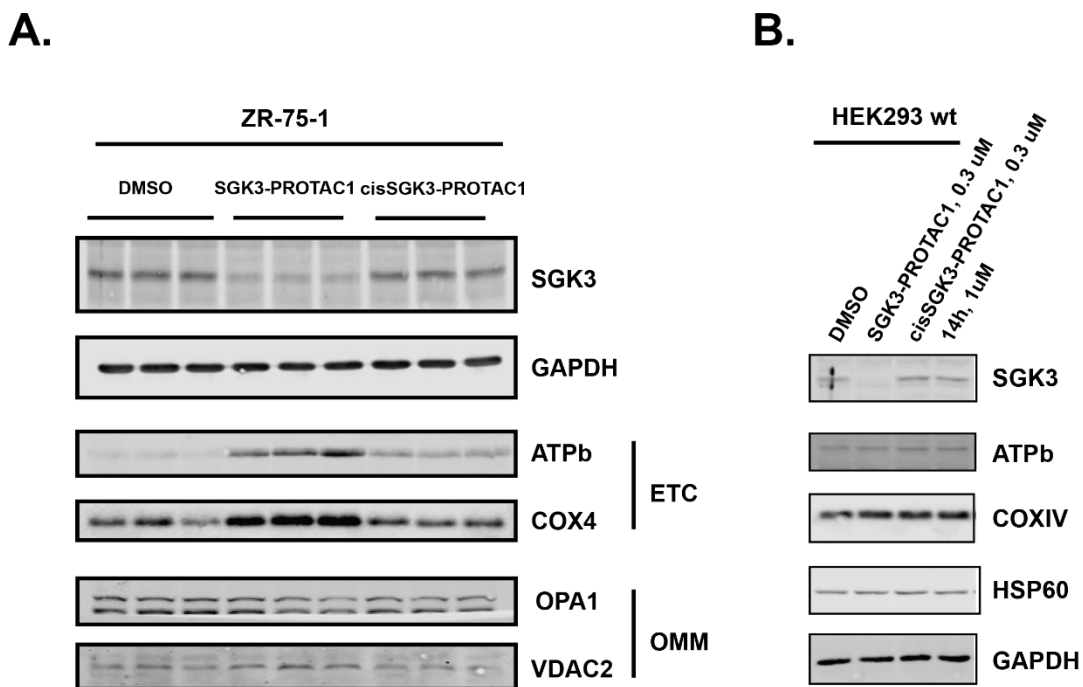 A.
ZR-75-1
DMSO SGK3-PROTAC1 cisSGK3-PROTAC1
SGK3
GAPDH
ATPb
COX4
ETC
OPA1
VDAC2
OMM
B.
HEK293 wt
DMSO
SGK3-PROTAC1, 0.3 uM
cisSGK3-PROTAC1, 0.3 uM
14h, 1uM
SGK3
ATPb
COXIV
HSP60
GAPDH